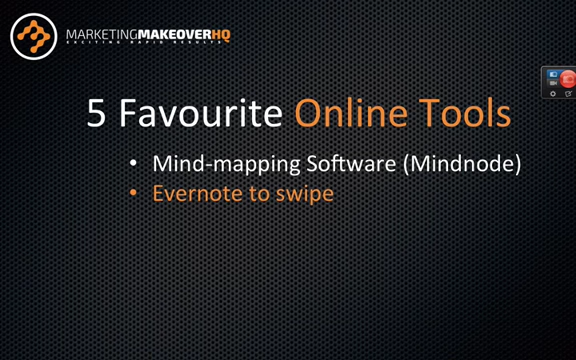 MARKETINGMAKEOVERHQ
EXCITING RAPID RESULTS
5 Favourite Online Tools
• Mind-mapping Software (Mindnode)
• Evernote to swipe